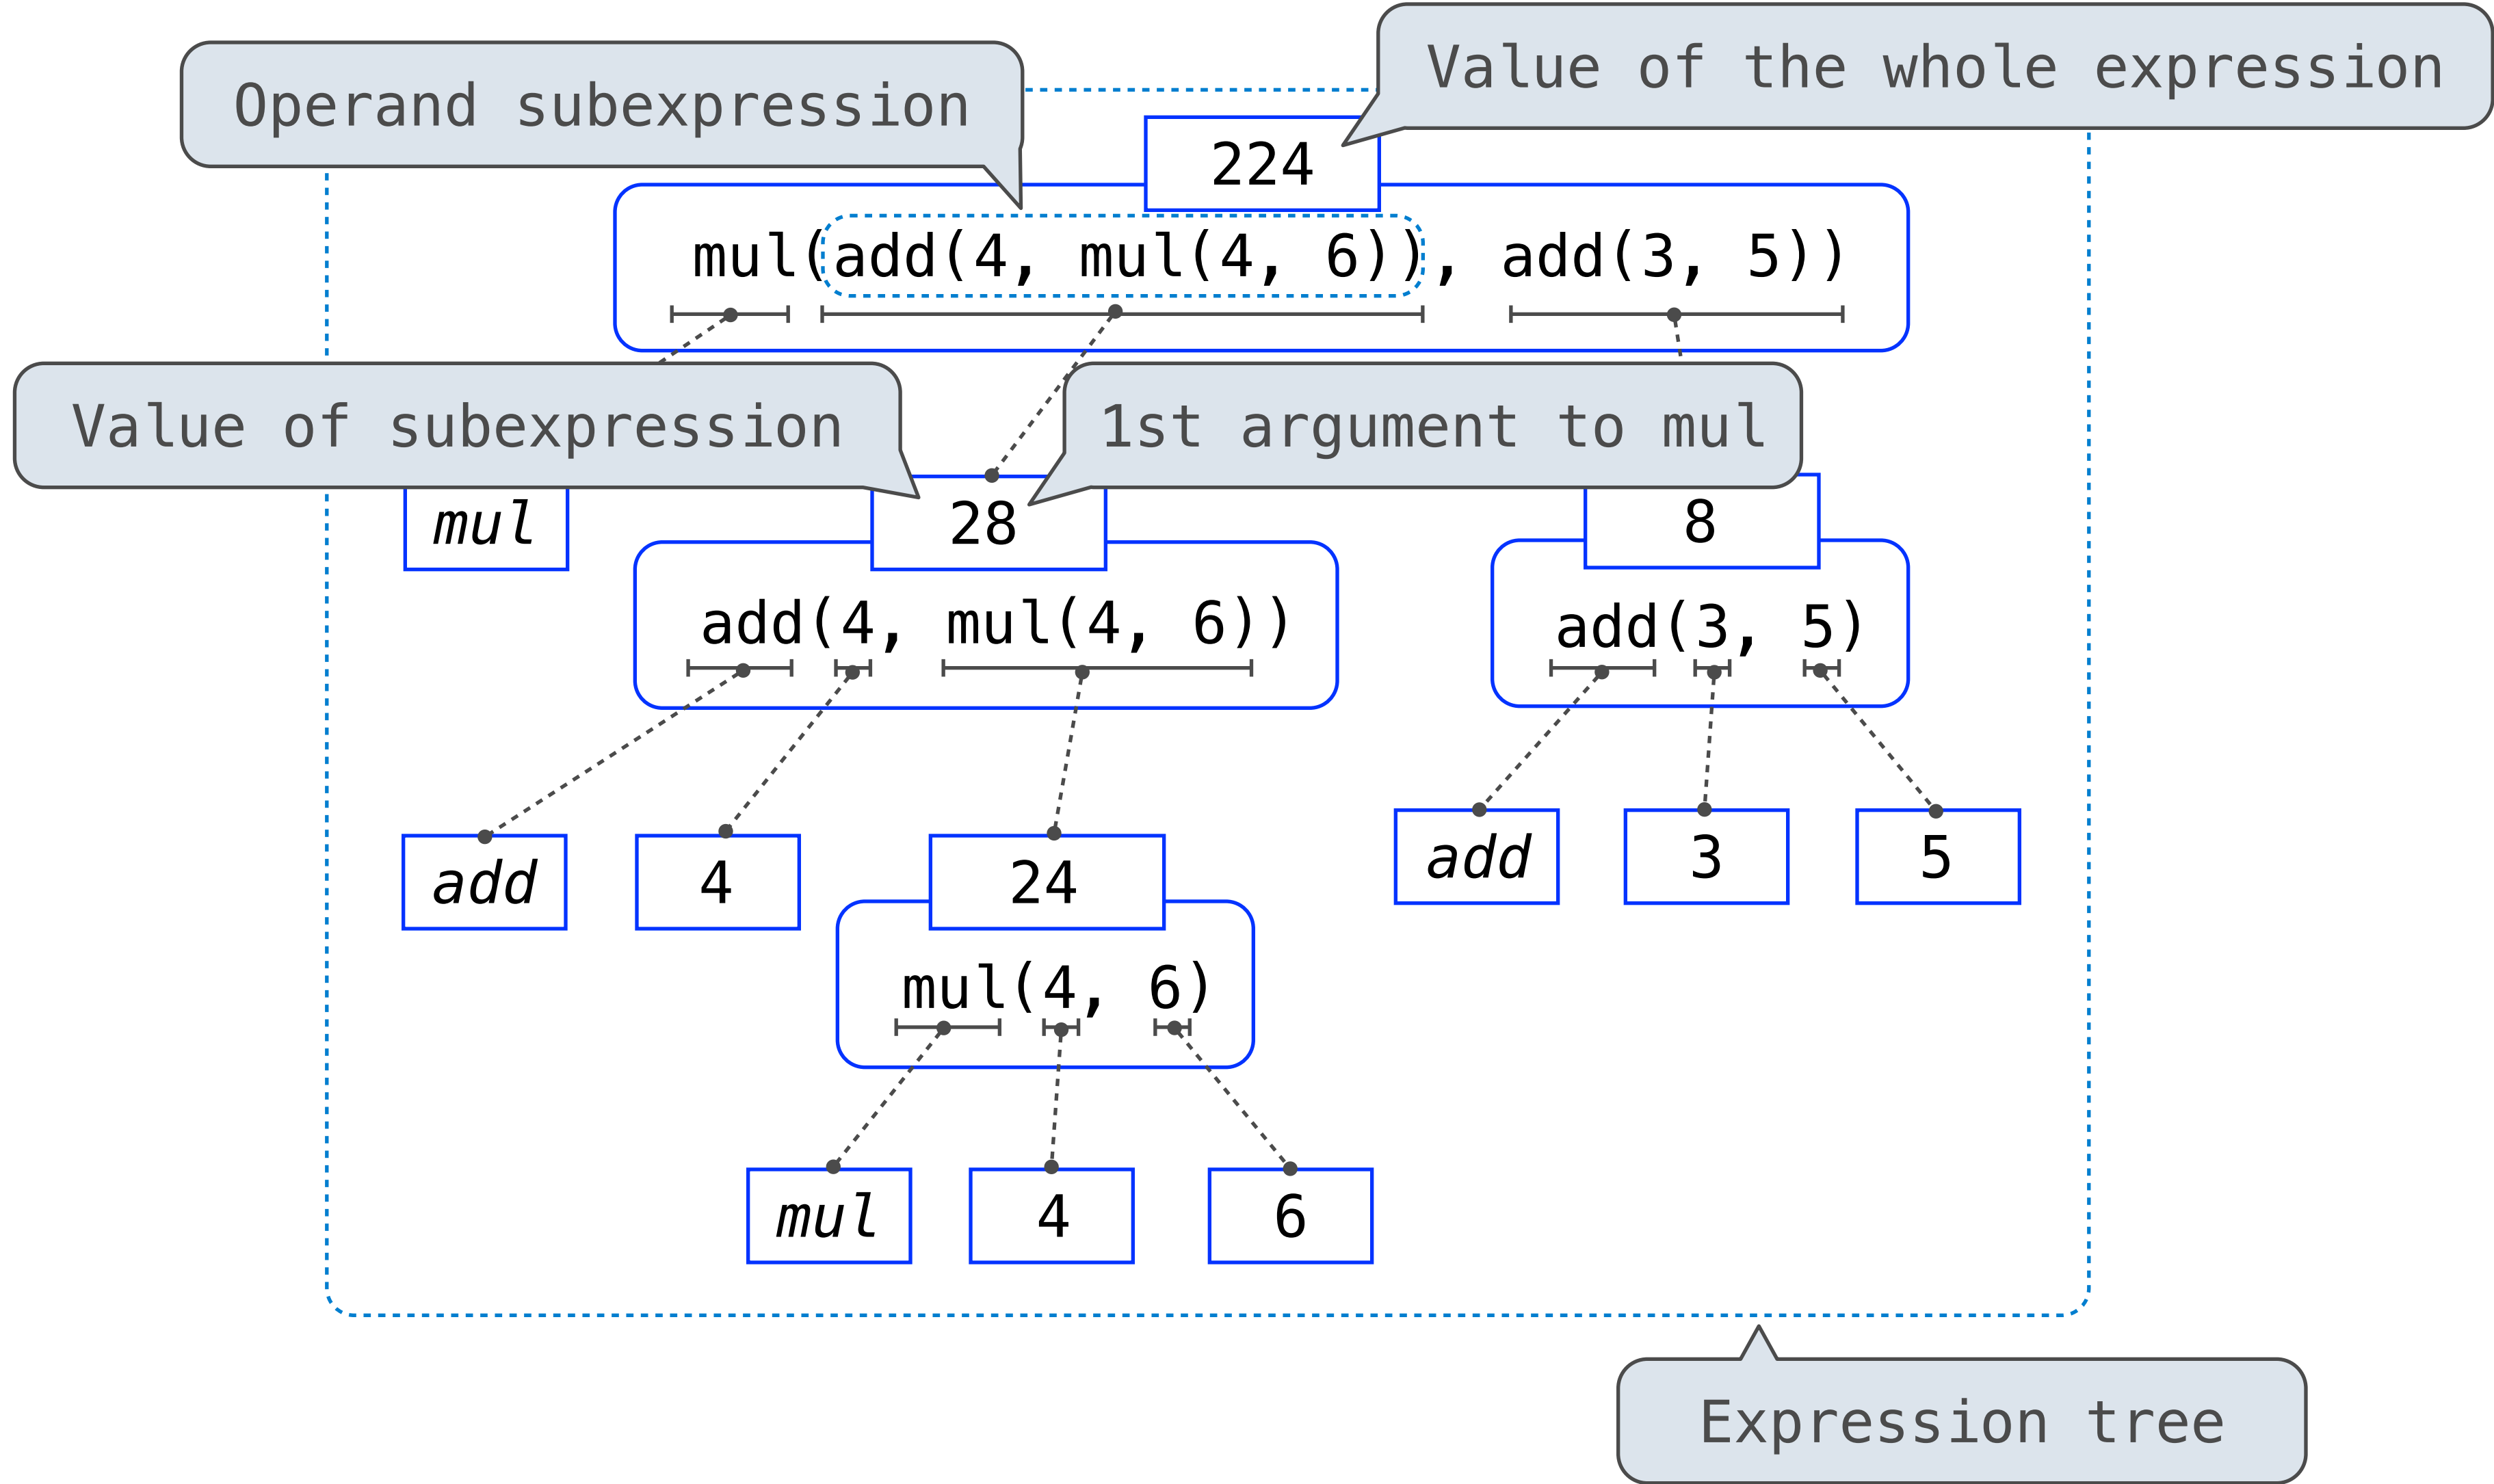 Value of the whole expression
Operand subexpression
224
mul(add(4, mul(4, 6)), add(3, 5))
Value of subexpression
1st argument to mul
mul
28
8
add(4, mul(4, 6))
add(3, 5)
add
4
24
add
3
5
mul(4, 6)
mul
4
6
Expression tree